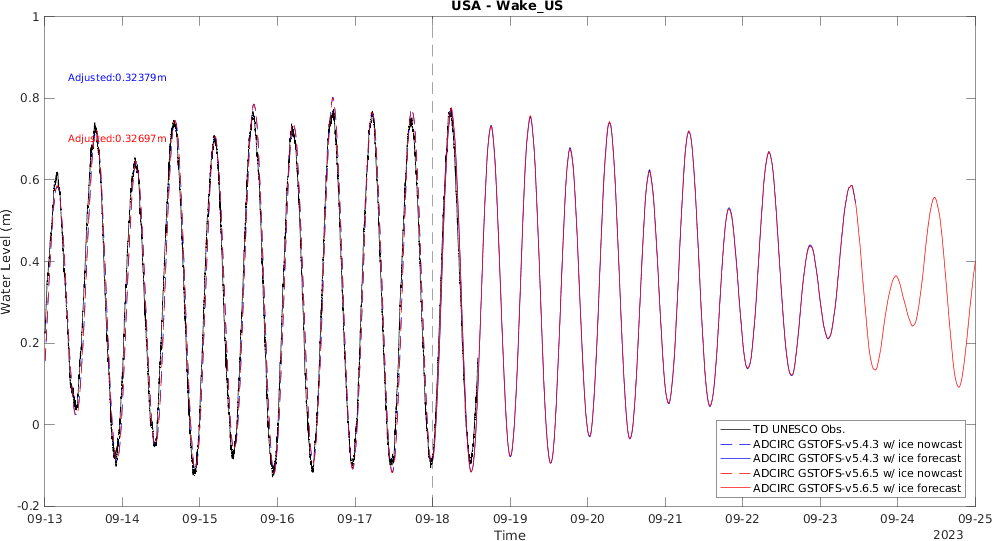 USA - Wake_US
1
0.8
0.6
0.4
0.2
0
-0.2
Water Level (m)
Adjusted:0.32379m
Adjusted:0.32697m
TD UNESCO Obs.
ADCIRC GSTOFS-v5.4.3 w/ ice nowcast
ADCIRC GSTOFS-v5.4.3 w/ ice forecast
ADCIRC GSTOFS-v5.6.5 w/ ice nowcast
ADCIRC GSTOFS-v5.6.5 w/ ice forecast
09-13 09-14 09-15 09-16 09-17 09-18 09-19 09-20 09-21 09-22 09-23 09-24 09-25
Time
2023